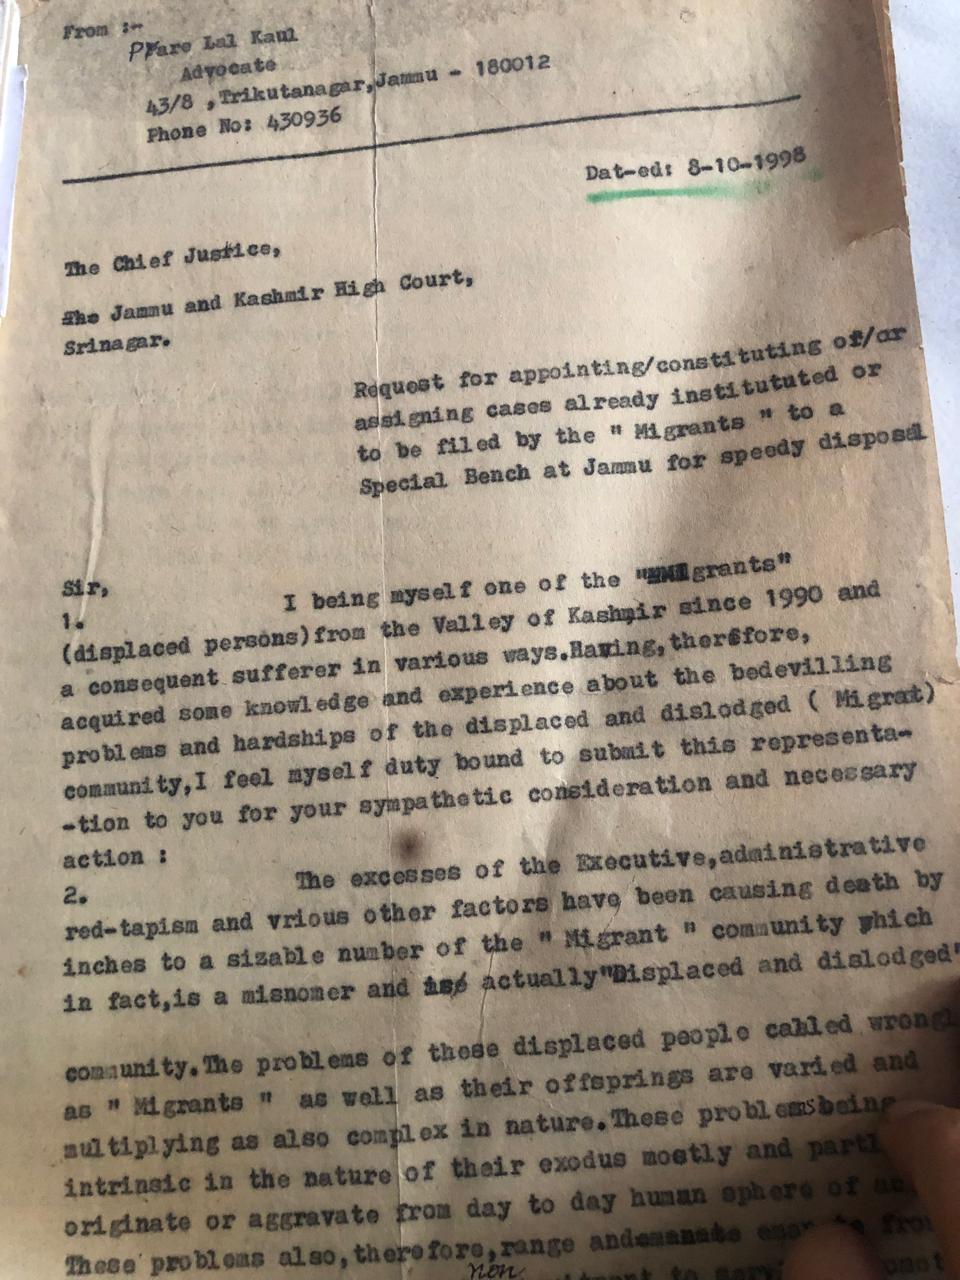 From :-
Pyare Lal Kaul
Advocate
43/8 ,Trikutanagar,Jammu - 180012
Phone No: 430936
Dat-ed: 8-10-1998
The Chief Justice,
The Jammu and Kashmir High Court,
Srinagar.
Request for appointing/constituting of/or
assigning cases already institututed or
to be filed by the " Migrants " to a
Special Bench at Jammu for speedy disposal
Sir,
1. I being myself one of the "Migrants"
(displaced persons)from the Valley of Kashmir since 1990 and
a consequent sufferer in various ways.Having,therefore,
acquired some knowledge and experience about the bedevilling
problems and hardships of the displaced and dislodged ( Migrat)
community,I feel myself duty bound to submit this representa-
-tion to you for your sympathetic consideration and necessary
action :
2. The excesses of the Executive,administrative
red-tapism and vrious other factors have been causing death by
inches to a sizable number of the " Migrant " community which
in fact,is a misnomer and is actually"Displaced and dislodged"
community.The problems of these displaced people called wrongl
as " Migrants " as well as their offsprings are varied and
multiplying as also complex in nature.These problems being
intrinsic in the nature of their exodus mostly and partl
originate or aggravate from day to day human sphere of
These problems also,therefore,range and
non